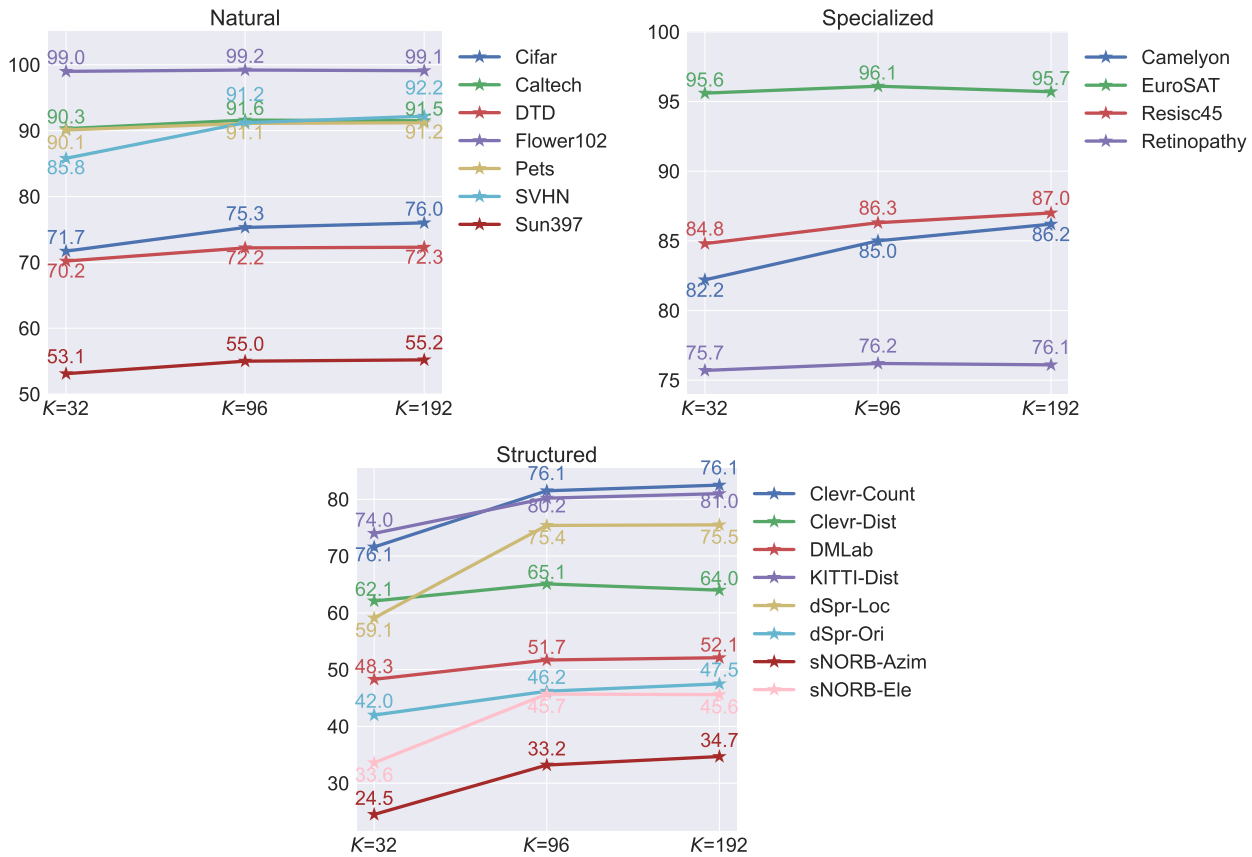 Natural
100
90
80
70
60
50
99.0 99.2 99.1
90.3 91.6 91.5
90.1 91.1 91.2
85.8 91.2 92.2
71.7 75.3 76.0
70.2 72.2 72.3
53.1 55.0 55.2
K=32 K=96 K=192
Cifar
Caltech
DTD
Flower102
Pets
SVHN
Sun397
Specialized
100
95
90
85
80
75
95.6 96.1 95.7
84.8 86.3 87.0
82.2 85.0 86.2
75.7 76.2 76.1
K=32 K=96 K=192
Camelyon
EuroSAT
Resisc45
Retinopathy
Structured
80
70
60
50
40
30
76.1 76.1 76.1
74.0 80.2 81.0
59.1 75.4 75.5
62.1 65.1 64.0
48.3 51.7 52.1
42.0 46.2 47.5
33.6 45.7 45.6
24.5 33.2 34.7
K=32 K=96 K=192
Clevr-Count
Clevr-Dist
DMLab
KITTI-Dist
dSpr-Loc
dSpr-Ori
sNORB-Azim
sNORB-Ele